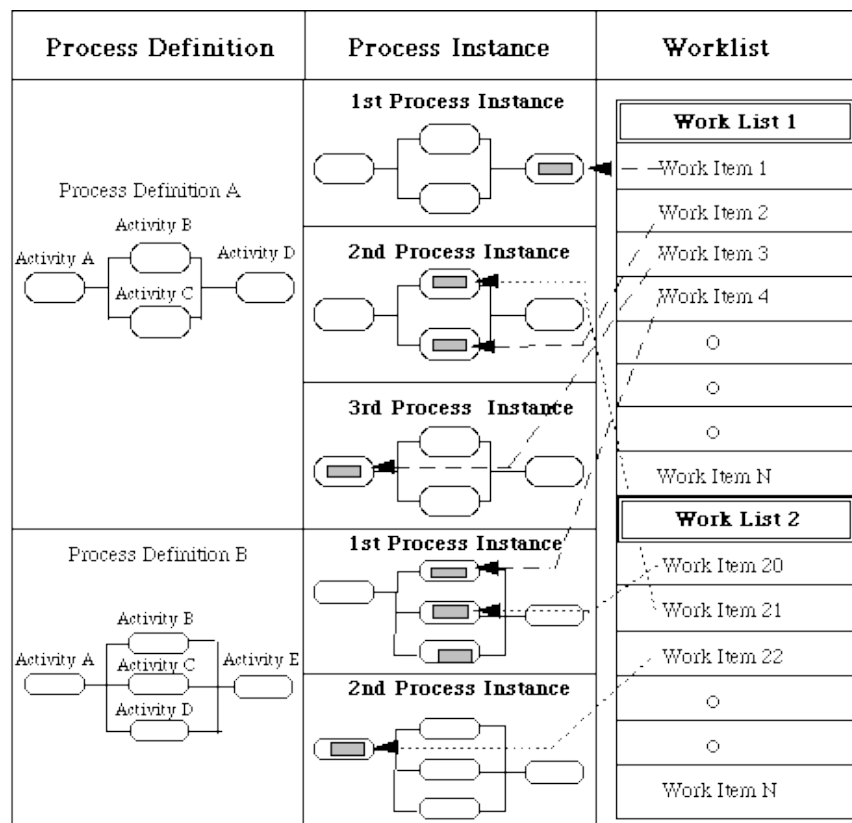 Process Definition
Process Instance
Worklist
Process Definition A
Activity A
Activity B
Activity C
Activity D
1st Process Instance
2nd Process Instance
3rd Process Instance
Work List 1
Work Item 1
Work Item 2
Work Item 3
Work Item 4
Work Item N
Process Definition B
Activity A
Activity B
Activity C
Activity D
Activity E
1st Process Instance
2nd Process Instance
Work List 2
Work Item 20
Work Item 21
Work Item 22
Work Item N